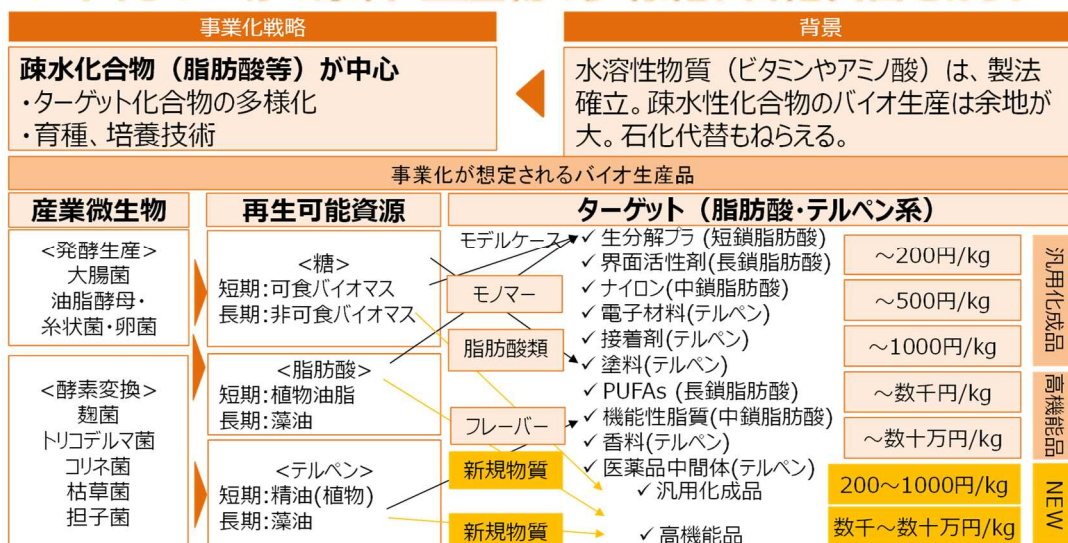 事業化戦略
疎水化合物（脂肪酸等）が中心
・ターゲット化合物の多様化
・育種、培養技術
背景
水溶性物質（ビタミンやアミノ酸）は、製法
確立。疎水性化合物のバイオ生産は余地が
大。石化代替もねらえる。
事業化が想定されるバイオ生産品
産業微生物
<発酵生産>
大腸菌
油脂酵母・
糸状菌・卵菌
<酵素変換>
麹菌
トリコデルマ菌
コリネ菌
枯草菌
担子菌
再生可能資源
<糖>
短期:可食バイオマス
長期:非可食バイオマス
<脂肪酸>
短期:植物油脂
長期:藻油
<テルペン>
短期:精油(植物)
長期:藻油
ターゲット（脂肪酸・テルペン系）
モデルケース
モノマー
脂肪酸類
フレーバー
新規物質
新規物質
✓ 生分解プラ (短鎖脂肪酸)
✓ 界面活性剤(長鎖脂肪酸)
✓ ナイロン(中鎖脂肪酸)
✓ 電子材料(テルペン)
✓ 接着剤(テルペン)
✓ 塗料(テルペン)
✓ PUFAs (長鎖脂肪酸)
✓ 機能性脂質(中鎖脂肪酸)
✓ 香料(テルペン)
✓ 医薬品中間体(テルペン)
✓ 汎用化成品
✓ 高機能品
～200円/kg
～500円/kg
～1000円/kg
～数千円/kg
～数十万円/kg
200～1000円/kg
数千～数十万円/kg
汎用化成品
高機能品
NEW